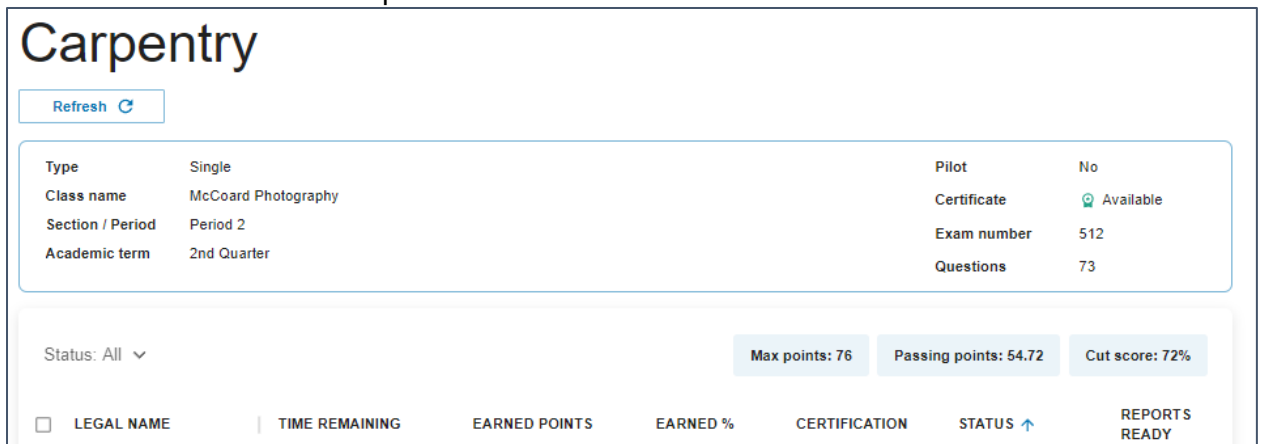 Carpentry
Refresh
Type Single
Class name McCoard Photography
Section / Period Period 2
Academic term 2nd Quarter
Pilot No
Certificate Available
Exam number 512
Questions 73
Status: All
Max points: 76 Passing points: 54.72 Cut score: 72%
LEGAL NAME TIME REMAINING EARNED POINTS EARNED % CERTIFICATION STATUS REPORTS READY